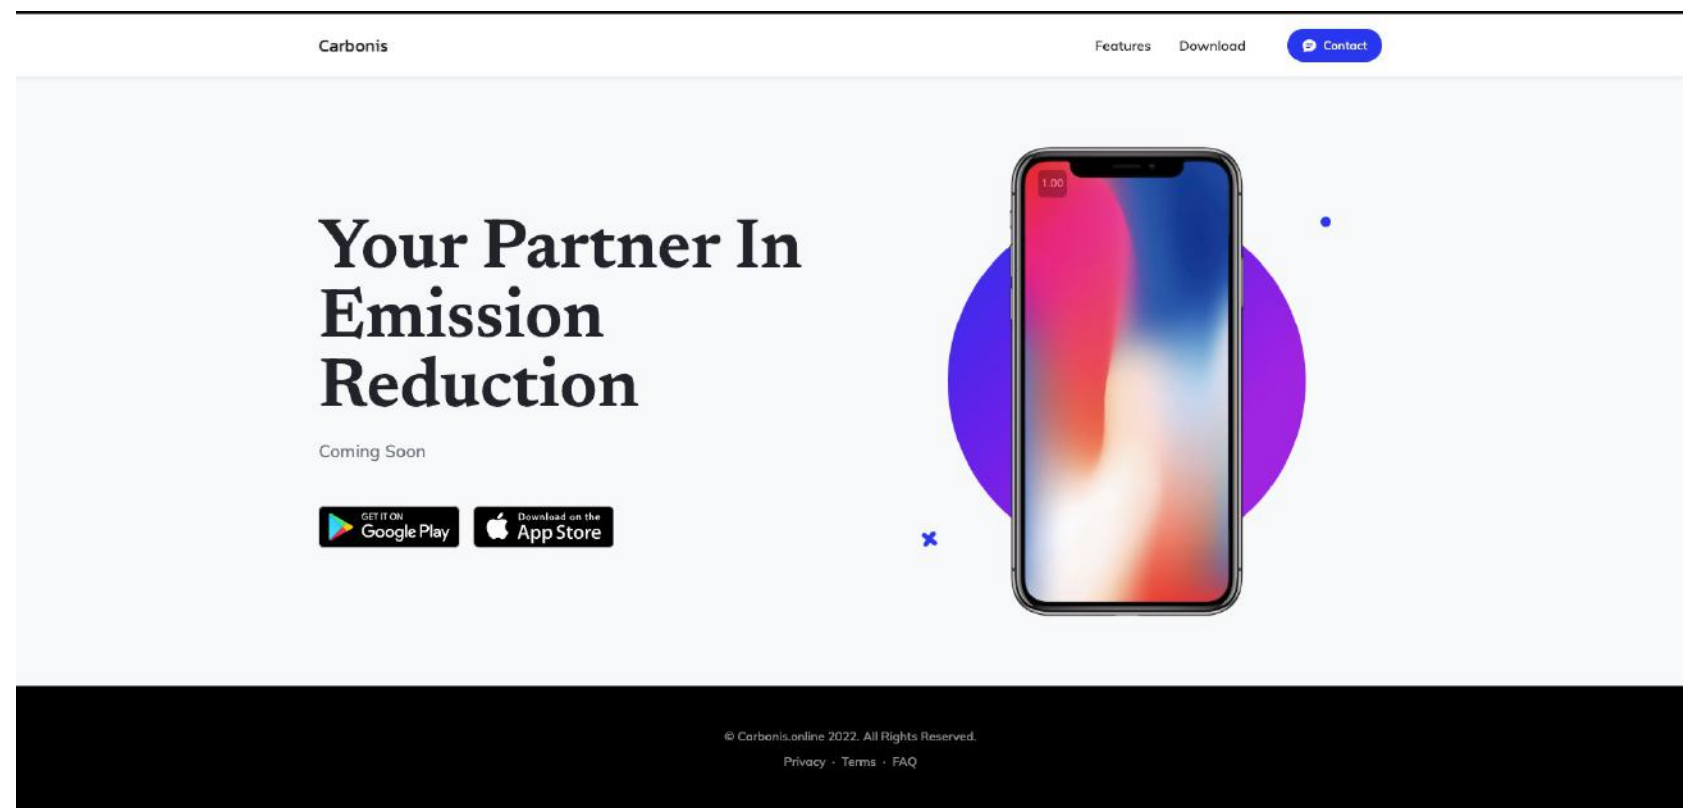 Carbonis
Features
Download
Contact
1.00
Your Partner In
Emission
Reduction
Coming Soon
GET IT ON
Google Play
Download on the
App Store
© Carbonis.online 2022. All Rights Reserved.
Privacy · Terms · FAQ